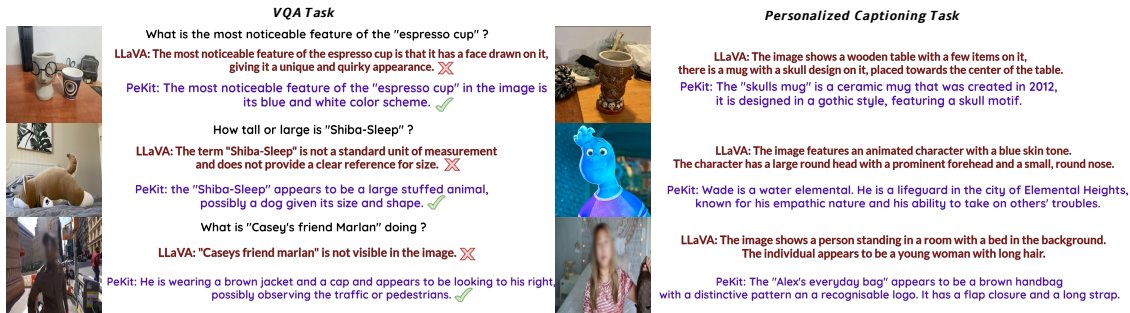 VQA Task
What is the most noticeable feature of the "espresso cup" ?
LLaVA: The most noticeable feature of the espresso cup is that it has a face drawn on it,
giving it a unique and quirky appearance.
PeKit: The most noticeable feature of the "espresso cup" in the image is
its blue and white color scheme.
How tall or large is "Shiba-Sleep" ?
LLaVA: The term "Shiba-Sleep" is not a standard unit of measurement
and does not provide a clear reference for size.
PeKit: the "Shiba-Sleep" appears to be a large stuffed animal,
possibly a dog given its size and shape.
What is "Casey's friend Marlan" doing ?
LLaVA: "Caseys friend marlan" is not visible in the image.
PeKit: He is wearing a brown jacket and a cap and appears to be looking to his right,
possibly observing the traffic or pedestrians.
Personalized Captioning Task
LLaVA: The image shows a wooden table with a few items on it,
there is a mug with a skull design on it, placed towards the center of the table.
PeKit: The "skulls mug" is a ceramic mug that was created in 2012,
it is designed in a gothic style, featuring a skull motif.
LLaVA: The image features an animated character with a blue skin tone.
The character has a large round head with a prominent forehead and a small, round nose.
PeKit: Wade is a water elemental. He is a lifeguard in the city of Elemental Heights,
known for his empathic nature and his ability to take on others' troubles.
LLaVA: The image shows a person standing in a room with a bed in the background.
The individual appears to be a young woman with long hair.
PeKit: The "Alex's everyday bag" appears to be a brown handbag
with a distinctive pattern an a recognisable logo. It has a flap closure and a long strap.